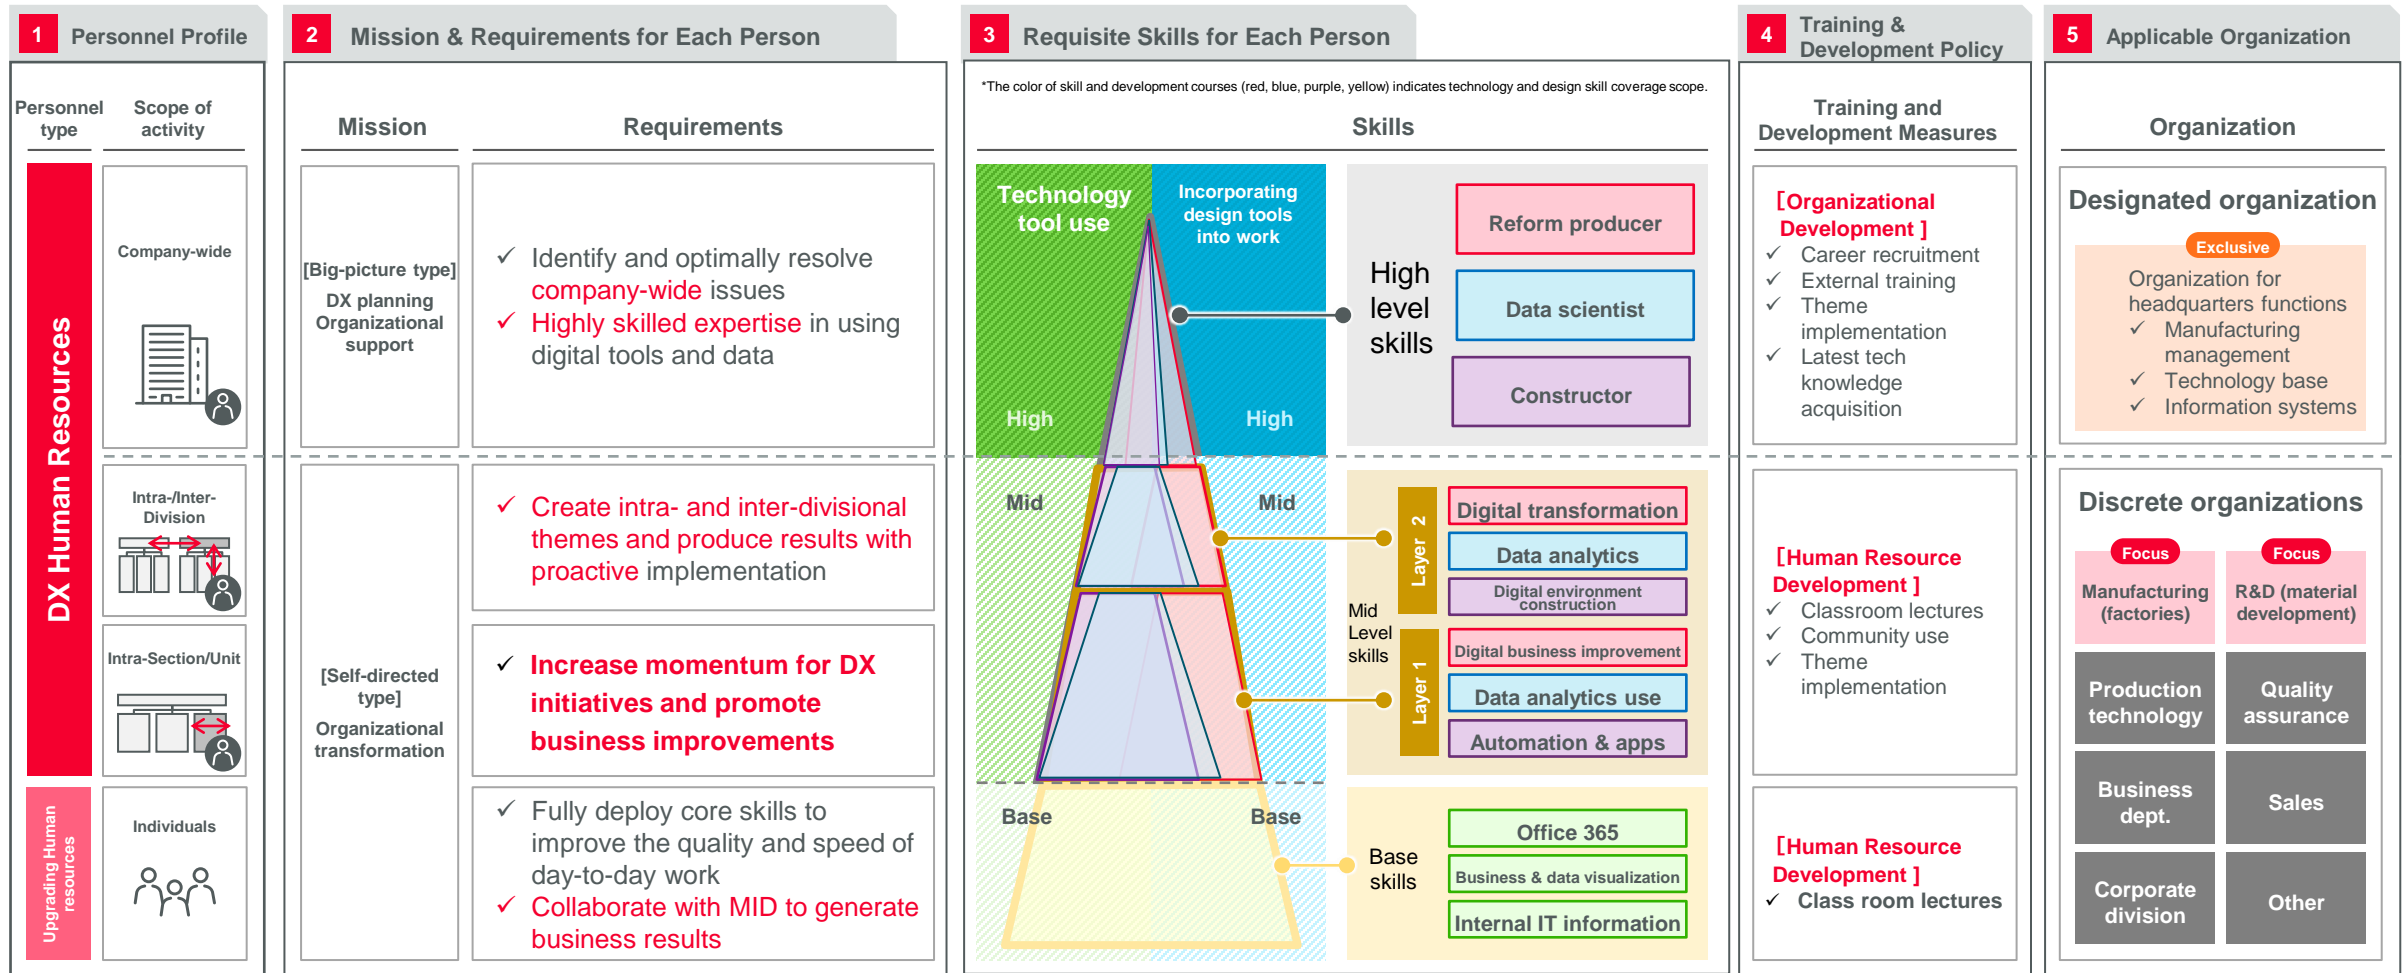 1 Personnel Profile
Personnel
type
Scope of
activity
DX Human Resources
Company-wide
Intra-/Inter-
Division
Intra-Section/Unit
Upgrading Human
resources
Individuals
2 Mission & Requirements for Each Person
Mission
Requirements
[Big-picture type]
DX planning
Organizational
support
✓ Identify and optimally resolve
company-wide issues
✓ Highly skilled expertise in using
digital tools and data
[Self-directed
type]
Organizational
transformation
✓ Create intra- and inter-divisional
themes and produce results with
proactive implementation
✓ Increase momentum for DX
initiatives and promote
business improvements
✓ Fully deploy core skills to
improve the quality and speed of
day-to-day work
✓ Collaborate with MID to generate
business results
3 Requisite Skills for Each Person
*The color of skill and development courses (red, blue, purple, yellow) indicates technology and design skill coverage scope.
Skills
Technology
tool use
Incorporating
design tools
into work
High
High
Mid
Mid
Base
Base
High
level
skills
Reform producer
Data scientist
Constructor
Mid
Level
skills
Layer 2
Digital transformation
Data analytics
Digital environment
construction
Layer 1
Digital business improvement
Data analytics use
Automation & apps
Base
skills
Office 365
Business & data visualization
Internal IT information
4 Training &
Development Policy
Training and
Development Measures
[Organizational
Development ]
✓ Career recruitment
✓ External training
✓ Theme
implementation
✓ Latest tech
knowledge
acquisition
[Human Resource
Development ]
✓ Classroom lectures
✓ Community use
✓ Theme
implementation
[Human Resource
Development ]
✓ Class room lectures
5 Applicable Organization
Organization
Designated organization
Exclusive
Organization for
headquarters functions
✓ Manufacturing
management
✓ Technology base
✓ Information systems
Discrete organizations
Focus
Manufacturing
(factories)
Focus
R&D (material
development)
Production
technology
Quality
assurance
Business
dept.
Sales
Corporate
division
Other